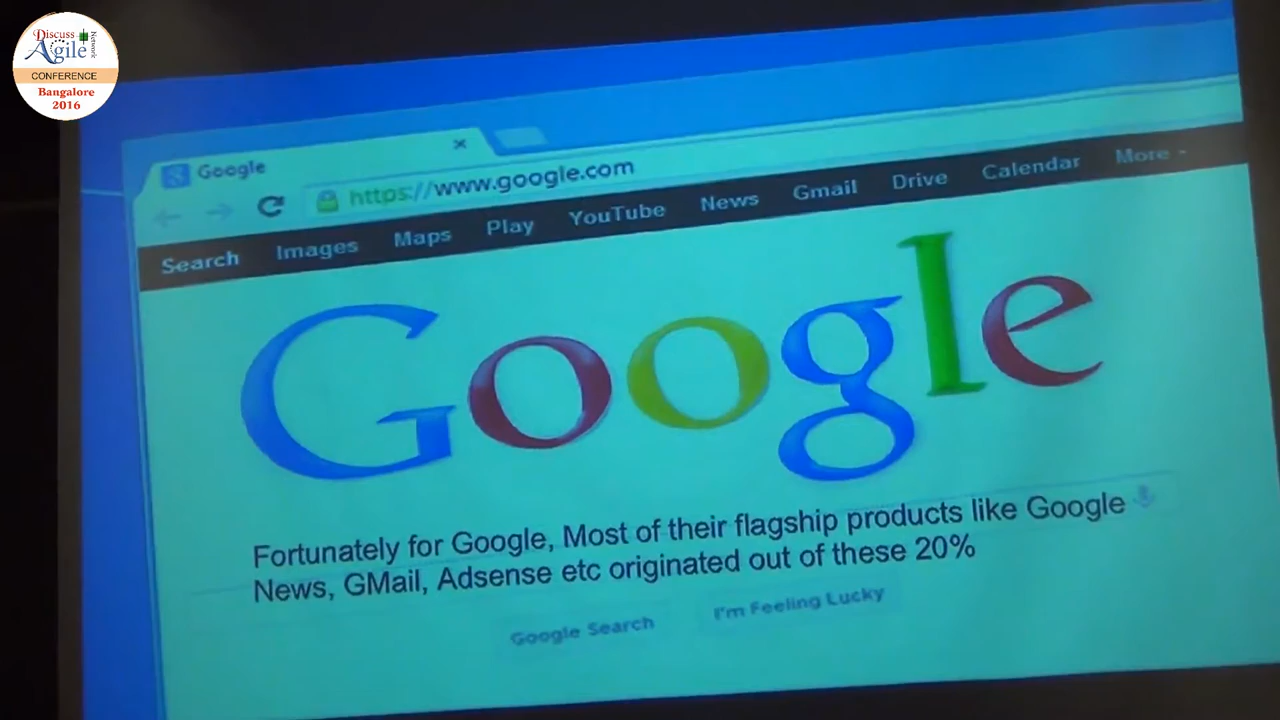 Discuss
Agile
Network
CONFERENCE
Bangalore
2016
Google
https://www.google.com
Search Images Maps Play YouTube News Gmail Drive Calendar More
Google
Fortunately for Google, Most of their flagship products like Google
News, GMail, Adsense etc originated out of these 20%
Google Search I'm Feeling Lucky